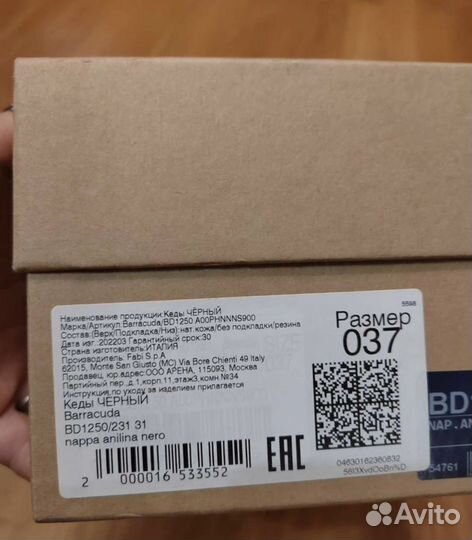 Наименование продукции:Кеды ЧЁРНЫЙ
Марка/Артикул:Barracuda/BD1250 A00PHNNNS900
Состав:(Верх/Подкладка/Низ):нат.кожа/без подкладки/резина
Дата изг.:202203 Гарантийный срок:30
Страна изготовитель:ИТАЛИЯ
Производитель: Fabi S.p.A
62015, Monte San Giusto (MC) Via Bore Chienti 49 Italy
Продавец, юр.адрес:ООО АРЕНА, 115093, Москва
Партийный пер.,д.1,корп.11,этаж3,комн №34
Инструкция по уходу за изделием прилагается
Кеды ЧЁРНЫЙ
Barracuda
BD1250/231 31
nappa anilina nero
2 000016 533552
EAC
5598
Размер
037
04630162360832
BD
NAP.AN
54761
Avito